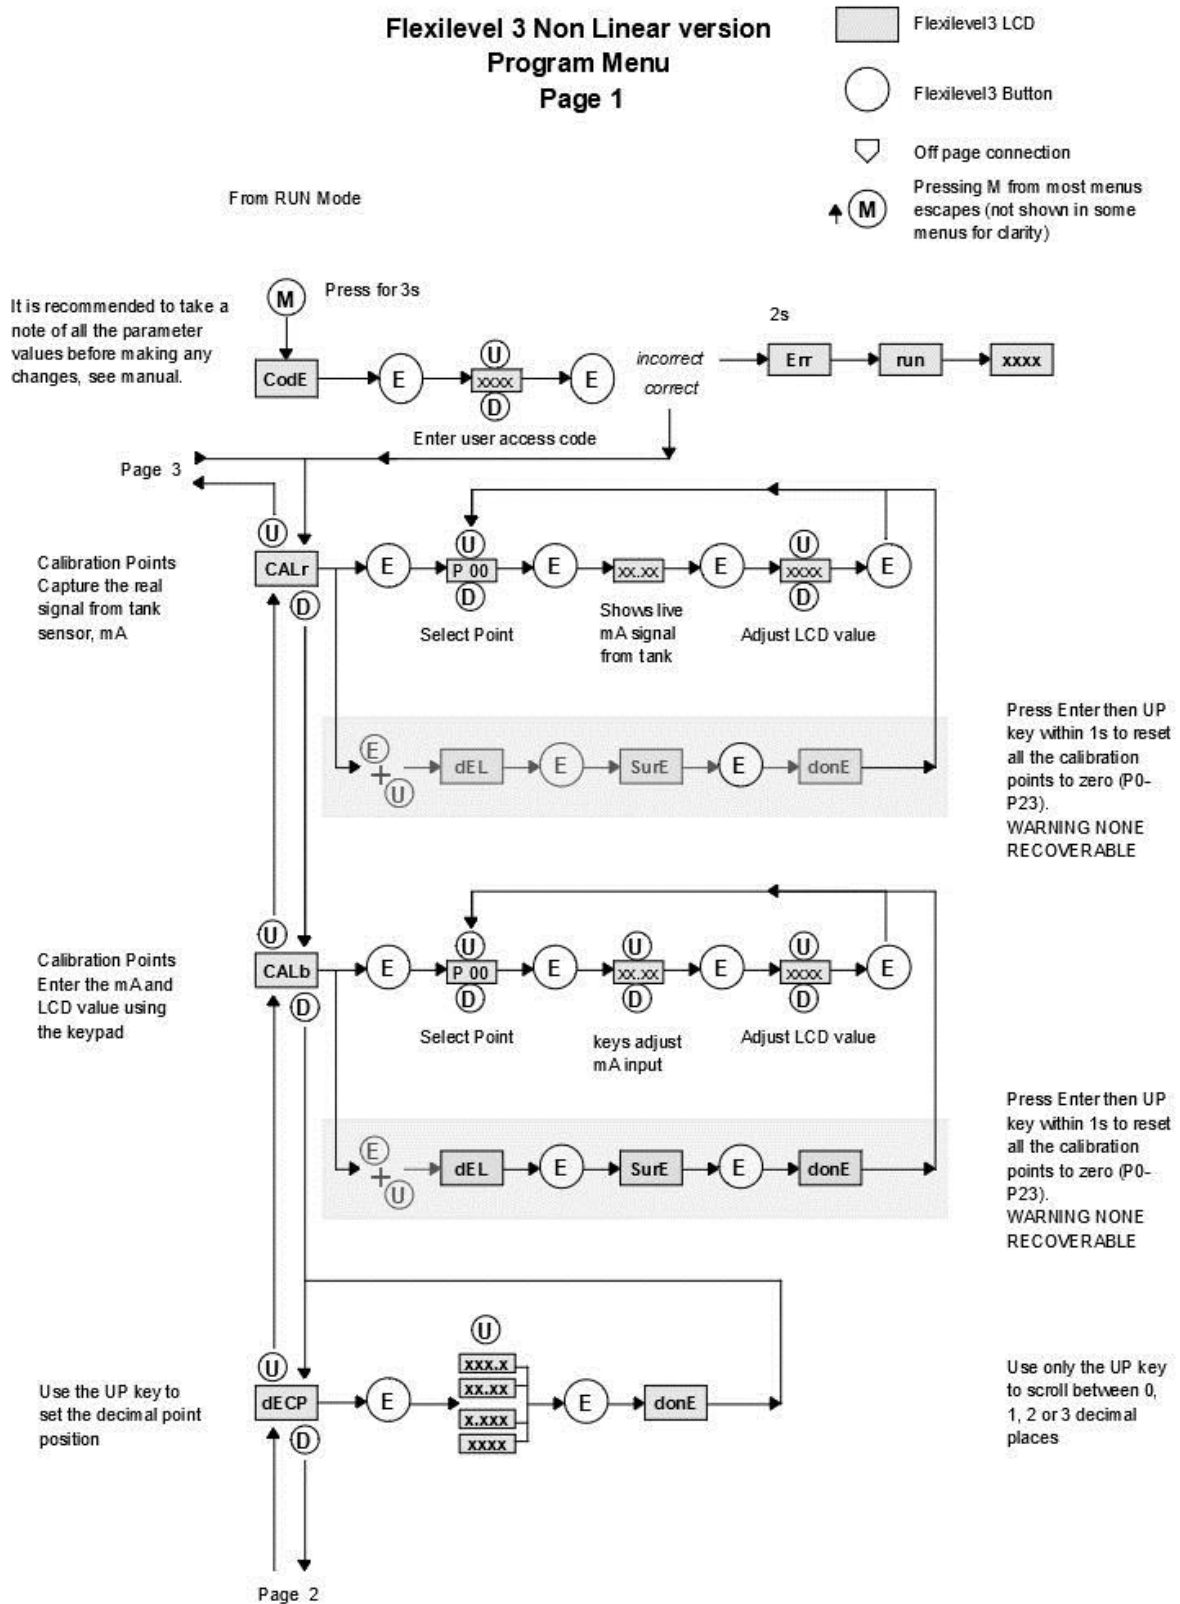 Flexilevel 3 Non Linear version
Program Menu
Page 1
Flexilevel3 LCD
Flexilevel3 Button
Off page connection
M
Pressing M from most menus
escapes (not shown in some
menus for clarity)
From RUN Mode
It is recommended to take a
note of all the parameter
values before making any
changes, see manual.
M
Press for 3s
CodE
E
U
xxxx
D
E
Enter user access code
incorrect
correct
2s
Err
run
xxxx
Page 3
U
Calibration Points
Capture the real
signal from tank
sensor, mA
CALr
D
E
U
P 00
D
Select Point
E
xx.xx
Shows live
mA signal
from tank
E
U
xxxx
D
Adjust LCD value
E
E
+
U
dEL
E
SurE
E
donE
Press Enter then UP
key within 1s to reset
all the calibration
points to zero (P0-
P23).
WARNING NONE
RECOVERABLE
U
Calibration Points
Enter the mA and
LCD value using
the keypad
CALb
D
E
U
P 00
D
Select Point
E
U
xx.xx
D
keys adjust
mA input
E
U
xxxx
D
Adjust LCD value
E
E
+
U
dEL
E
SurE
E
donE
Press Enter then UP
key within 1s to reset
all the calibration
points to zero (P0-
P23).
WARNING NONE
RECOVERABLE
U
Use the UP key to
set the decimal point
position
dECP
D
E
U
xxx.x
xx.xx
x.xxx
xxxx
E
donE
Use only the UP key
to scroll between 0,
1, 2 or 3 decimal
places
Page 2